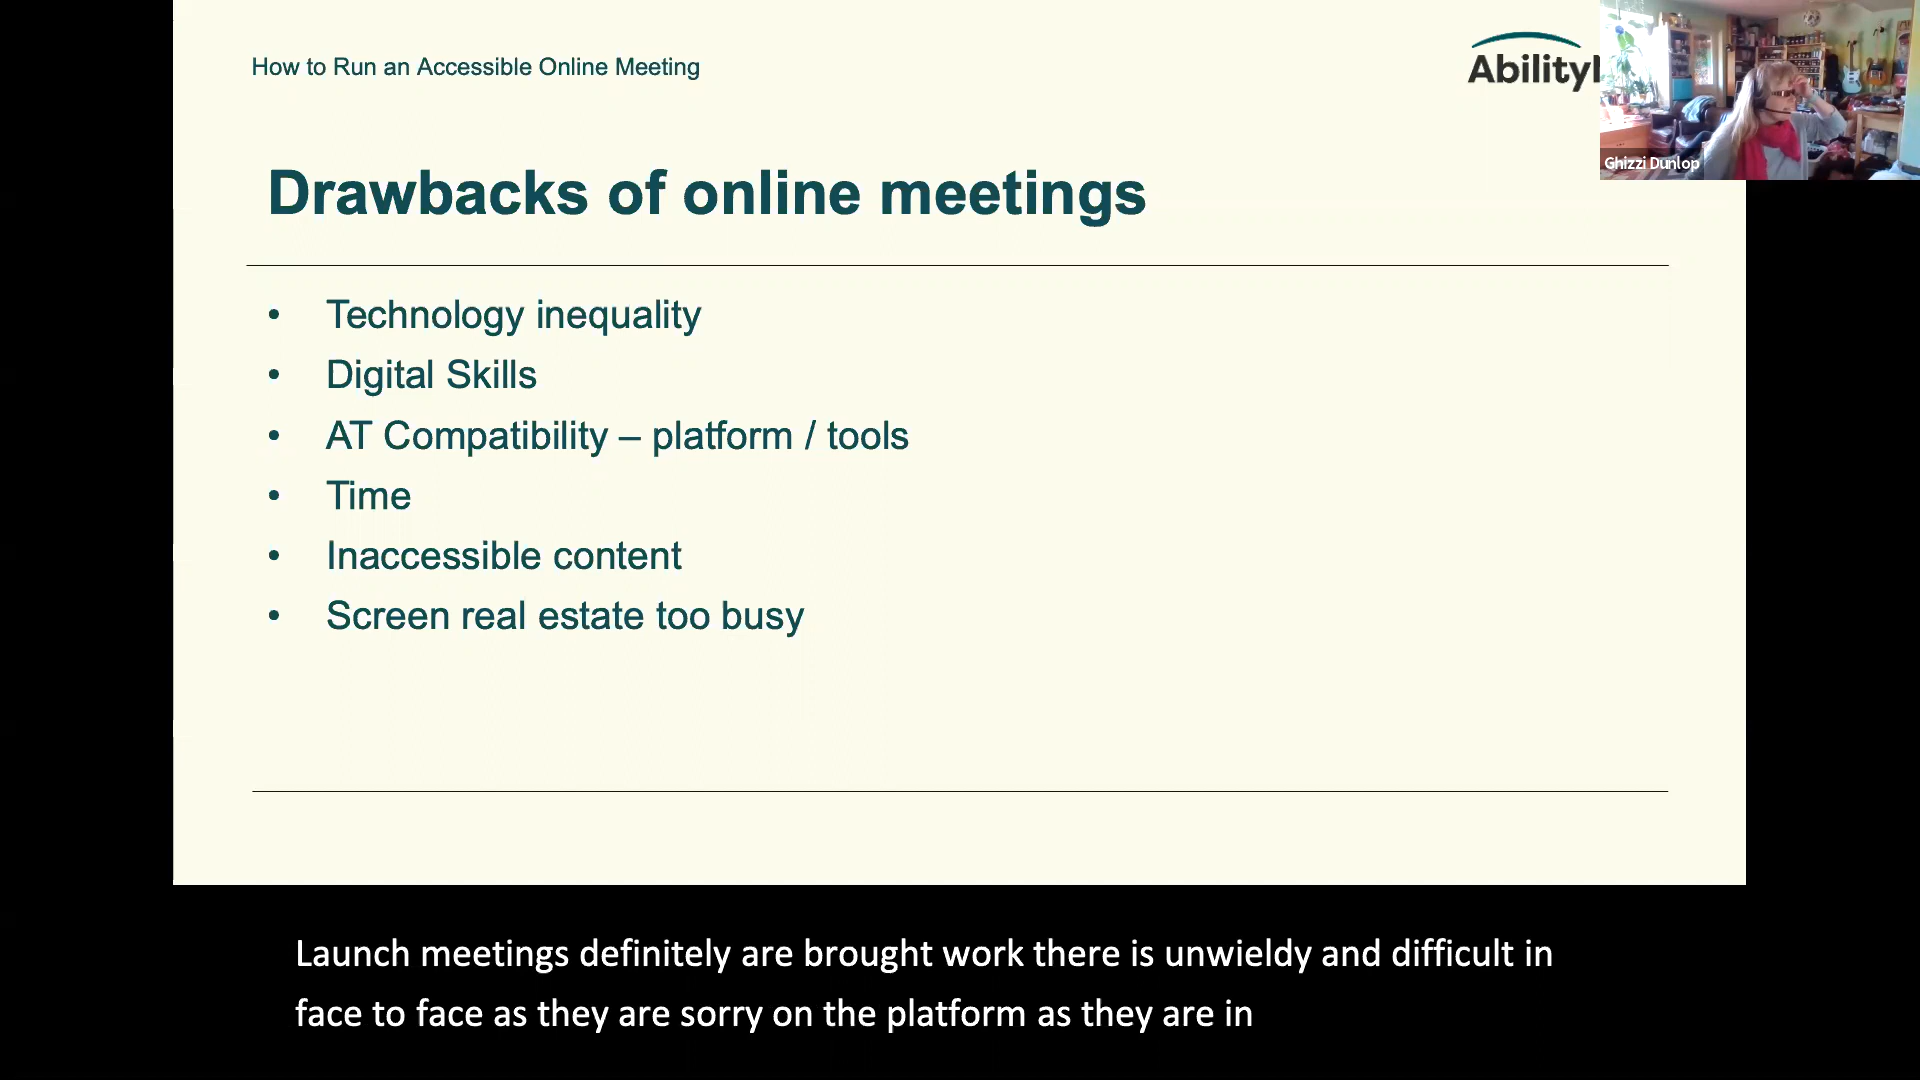 How to Run an Accessible Online Meeting
Ghizzi Dunlop
Drawbacks of online meetings
• Technology inequality
• Digital Skills
• AT Compatibility – platform / tools
• Time
• Inaccessible content
• Screen real estate too busy
Launch meetings definitely are brought work there is unwieldy and difficult in
face to face as they are sorry on the platform as they are in